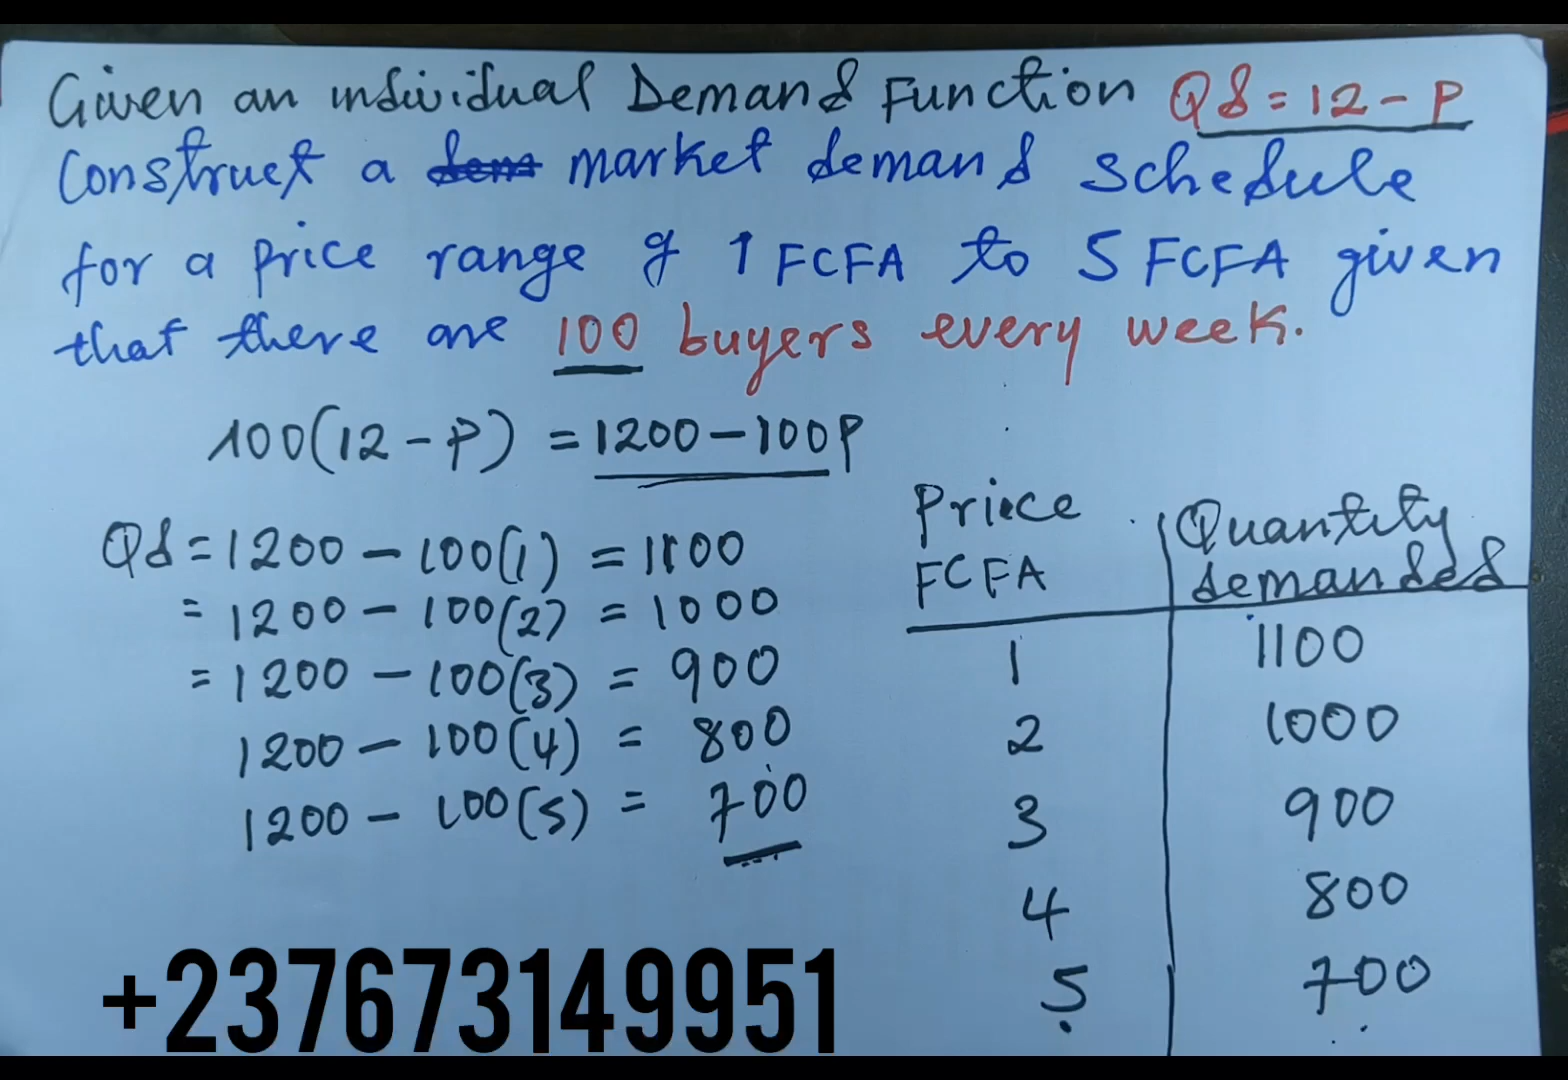 Given an individual Demand Function Qd = 12 - P
Construct a dema market demand schedule
for a price range of 1 FCFA to 5 FCFA given
that there are 100 buyers every week.
100(12 - P) = 1200 - 100P
Qd = 1200 - 100(1) = 1100
= 1200 - 100(2) = 1000
= 1200 - 100(3) = 900
1200 - 100(4) = 800
1200 - 100(5) = 700
Price FCFA | Quantity demanded
1 | 1100
2 | 1000
3 | 900
4 | 800
5 | 700
+237673149951